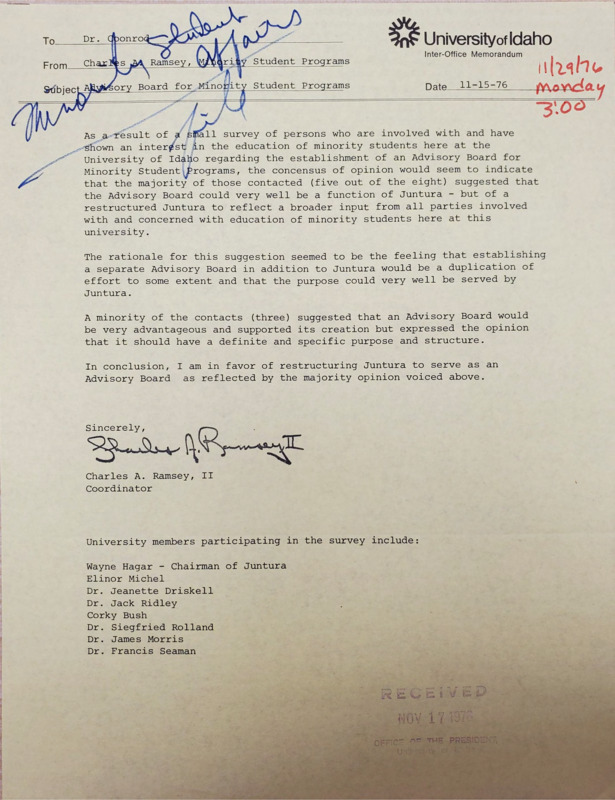 Minority Student Affairs
file
To Dr. Coonrod
University of Idaho
Inter-Office Memorandum
From Charles A. Ramsey, Minority Student Programs
11/29/76
Monday
3:00
Subject Advisory Board for Minority Student Programs
Date 11-15-76
As a result of a small survey of persons who are involved with and have
shown an interest in the education of minority students here at the
University of Idaho regarding the establishment of an Advisory Board for
Minority Student Programs, the concensus of opinion would seem to indicate
that the majority of those contacted (five out of the eight) suggested that
the Advisory Board could very well be a function of Juntura - but of a
restructured Juntura to reflect a broader input from all parties involved
with and concerned with education of minority students here at this
university.
The rationale for this suggestion seemed to be the feeling that establishing
a separate Advisory Board in addition to Juntura would be a duplication of
effort to some extent and that the purpose could very well be served by
Juntura.
A minority of the contacts (three) suggested that an Advisory Board would
be very advantageous and supported its creation but expressed the opinion
that it should have a definite and specific purpose and structure.
In conclusion, I am in favor of restructuring Juntura to serve as an
Advisory Board as reflected by the majority opinion voiced above.
Sincerely,
Charles A. Ramsey II
Charles A. Ramsey, II
Coordinator
University members participating in the survey include:
Wayne Hagar - Chairman of Juntura
Elinor Michel
Dr. Jeanette Driskell
Dr. Jack Ridley
Corky Bush
Dr. Siegfried Rolland
Dr. James Morris
Dr. Francis Seaman
RECEIVED
NOV 17 1976
OFFICE OF THE PRESIDENT